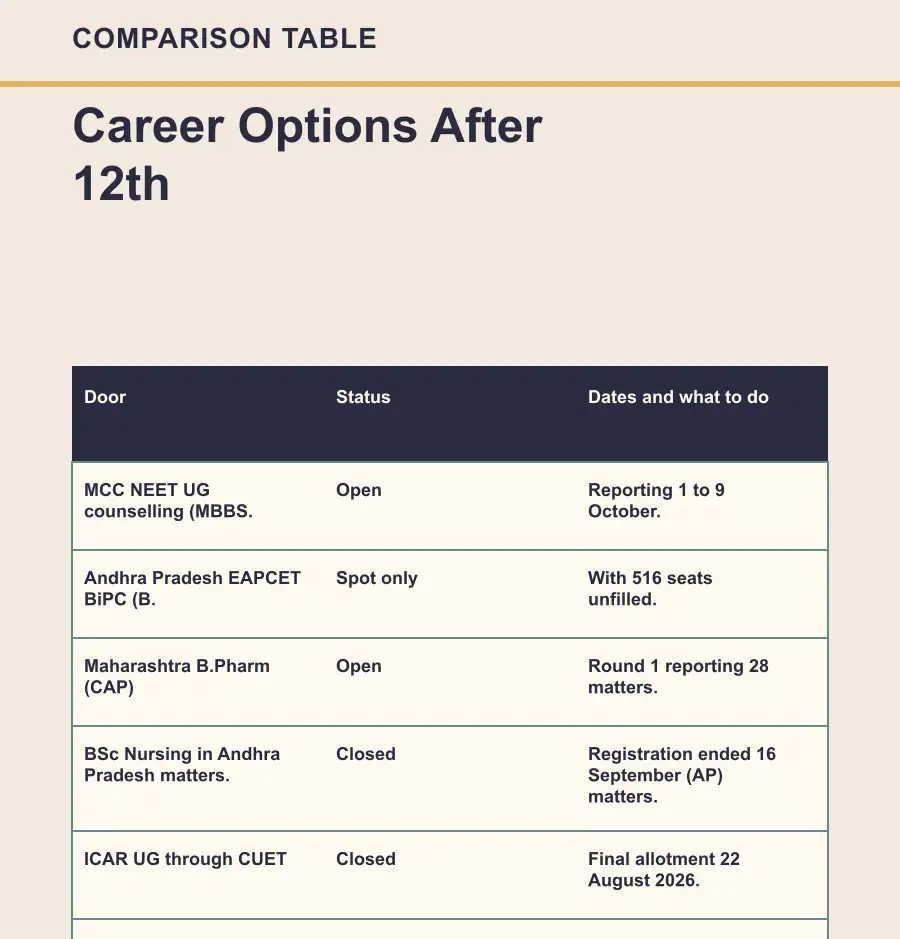 COMPARISON TABLE
Career Options After
12th
Door
Status
Dates and what to do
MCC NEET UG
counselling (MBBS.
Open
Reporting 1 to 9
October.
Andhra Pradesh EAPCET
BiPC (B.
Spot only
With 516 seats
unfilled.
Maharashtra B.Pharm
(CAP)
Open
Round 1 reporting 28
matters.
BSc Nursing in Andhra
Pradesh matters.
Closed
Registration ended 16
September (AP)
matters.
ICAR UG through CUET
Closed
Final allotment 22
August 2026.